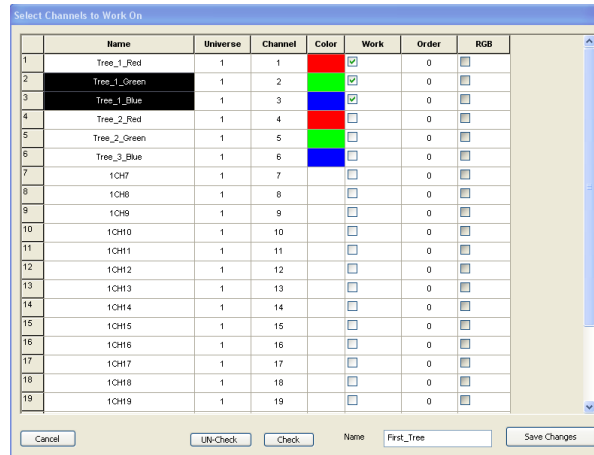 Select Channels to Work On
Name Universe Channel Color Work Order RGB
1 Tree_1_Red 1 1 0
2 Tree_1_Green 1 2 0
3 Tree_1_Blue 1 3 0
4 Tree_2_Red 1 4 0
5 Tree_2_Green 1 5 0
6 Tree_3_Blue 1 6 0
7 1CH7 1 7 0
8 1CH8 1 8 0
9 1CH9 1 9 0
10 1CH10 1 10 0
11 1CH11 1 11 0
12 1CH12 1 12 0
13 1CH13 1 13 0
14 1CH14 1 14 0
15 1CH15 1 15 0
16 1CH16 1 16 0
17 1CH17 1 17 0
18 1CH18 1 18 0
19 1CH19 1 19 0
Cancel UN-Check Check Name First_Tree Save Changes